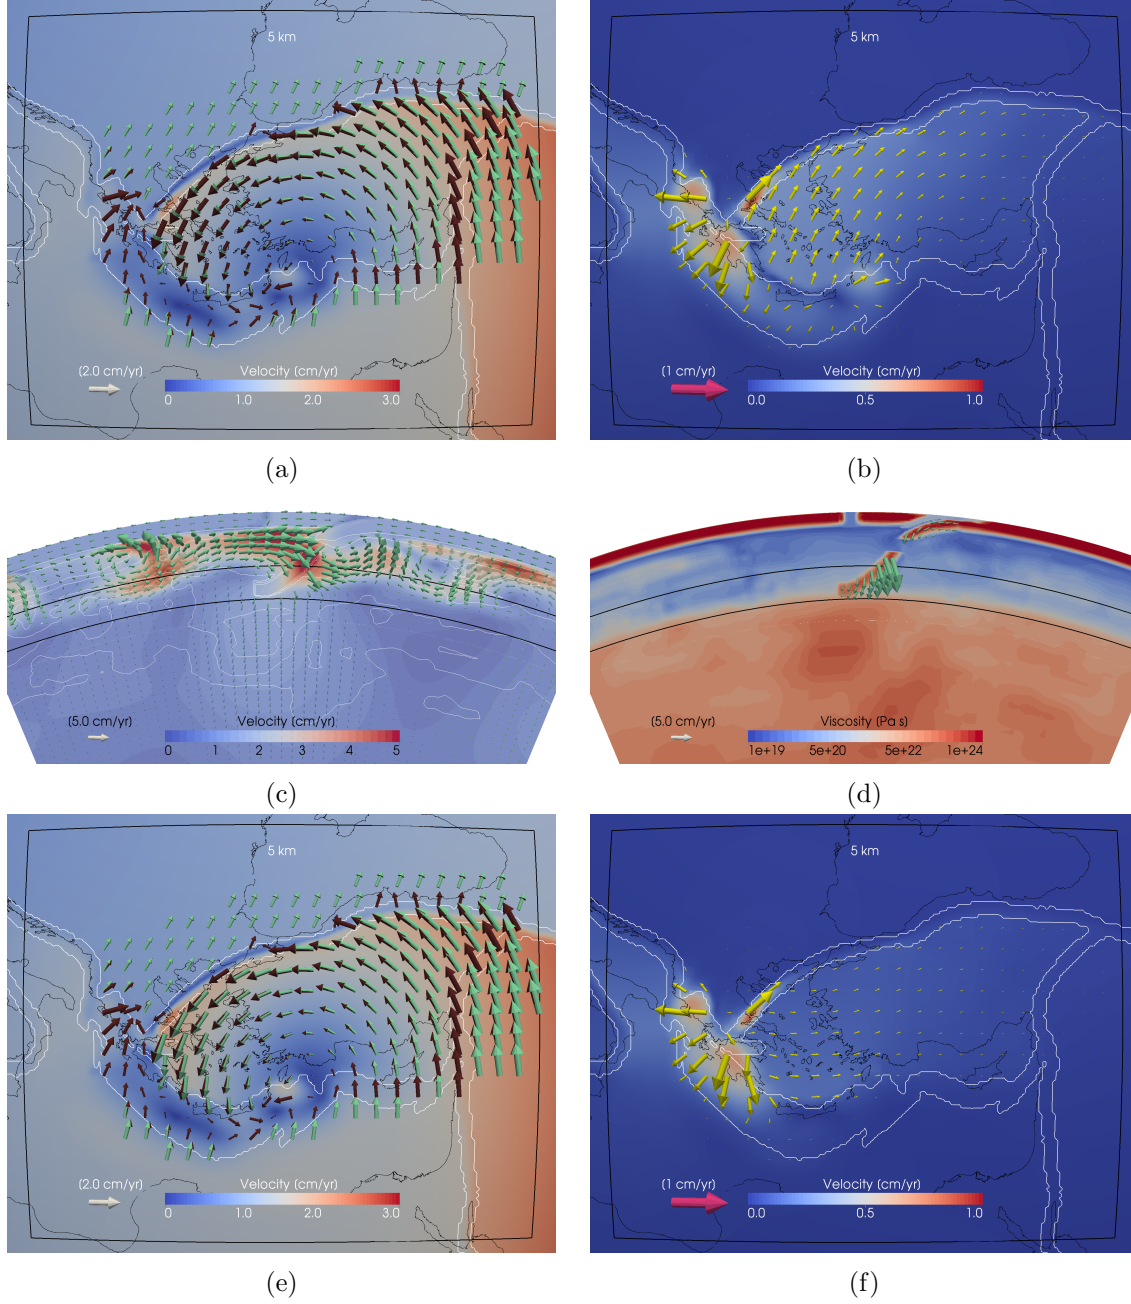 5 km
(2.0 cm/yr)
Velocity (cm/yr)
0 1.0 2.0 3.0
(a)
5 km
(1 cm/yr)
Velocity (cm/yr)
0.0 0.5 1.0
(b)
(5.0 cm/yr)
Velocity (cm/yr)
0 1 2 3 4 5
(c)
(5.0 cm/yr)
Viscosity (Pa s)
1e+19 5e+20 5e+22 1e+24
(d)
5 km
(2.0 cm/yr)
Velocity (cm/yr)
0 1.0 2.0 3.0
(e)
5 km
(1 cm/yr)
Velocity (cm/yr)
0.0 0.5 1.0
(f)